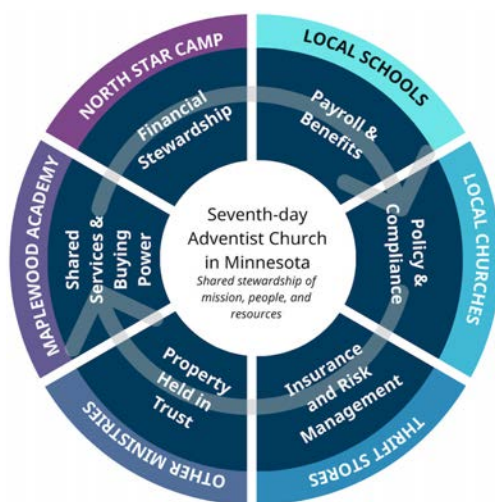 NORTH STAR CAMP
LOCAL SCHOOLS
LOCAL CHURCHES
THRIFT STORES
OTHER MINISTRIES
MAPLEWOOD ACADEMY
Financial
Stewardship
Payroll &
Benefits
Policy &
Compliance
Insurance
and Risk
Management
Property
Held in
Trust
Shared
Services &
Buying
Power
Seventh-day
Adventist Church
in Minnesota
Shared stewardship of
mission, people, and
resources